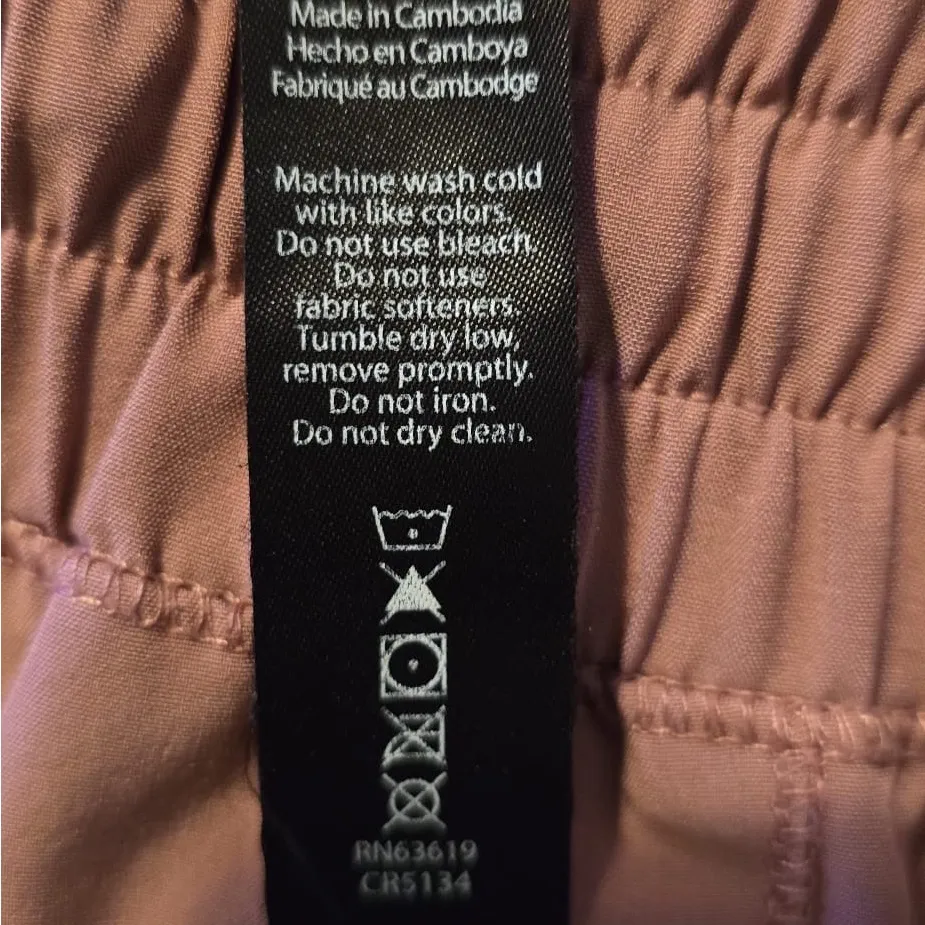 Made in Cambodia
Hecho en Camboya
Fabriqué au Cambodge
Machine wash cold
with like colors.
Do not use bleach.
Do not use
fabric softeners.
Tumble dry low,
remove promptly.
Do not iron.
Do not dry clean.
RN63619
CR5134